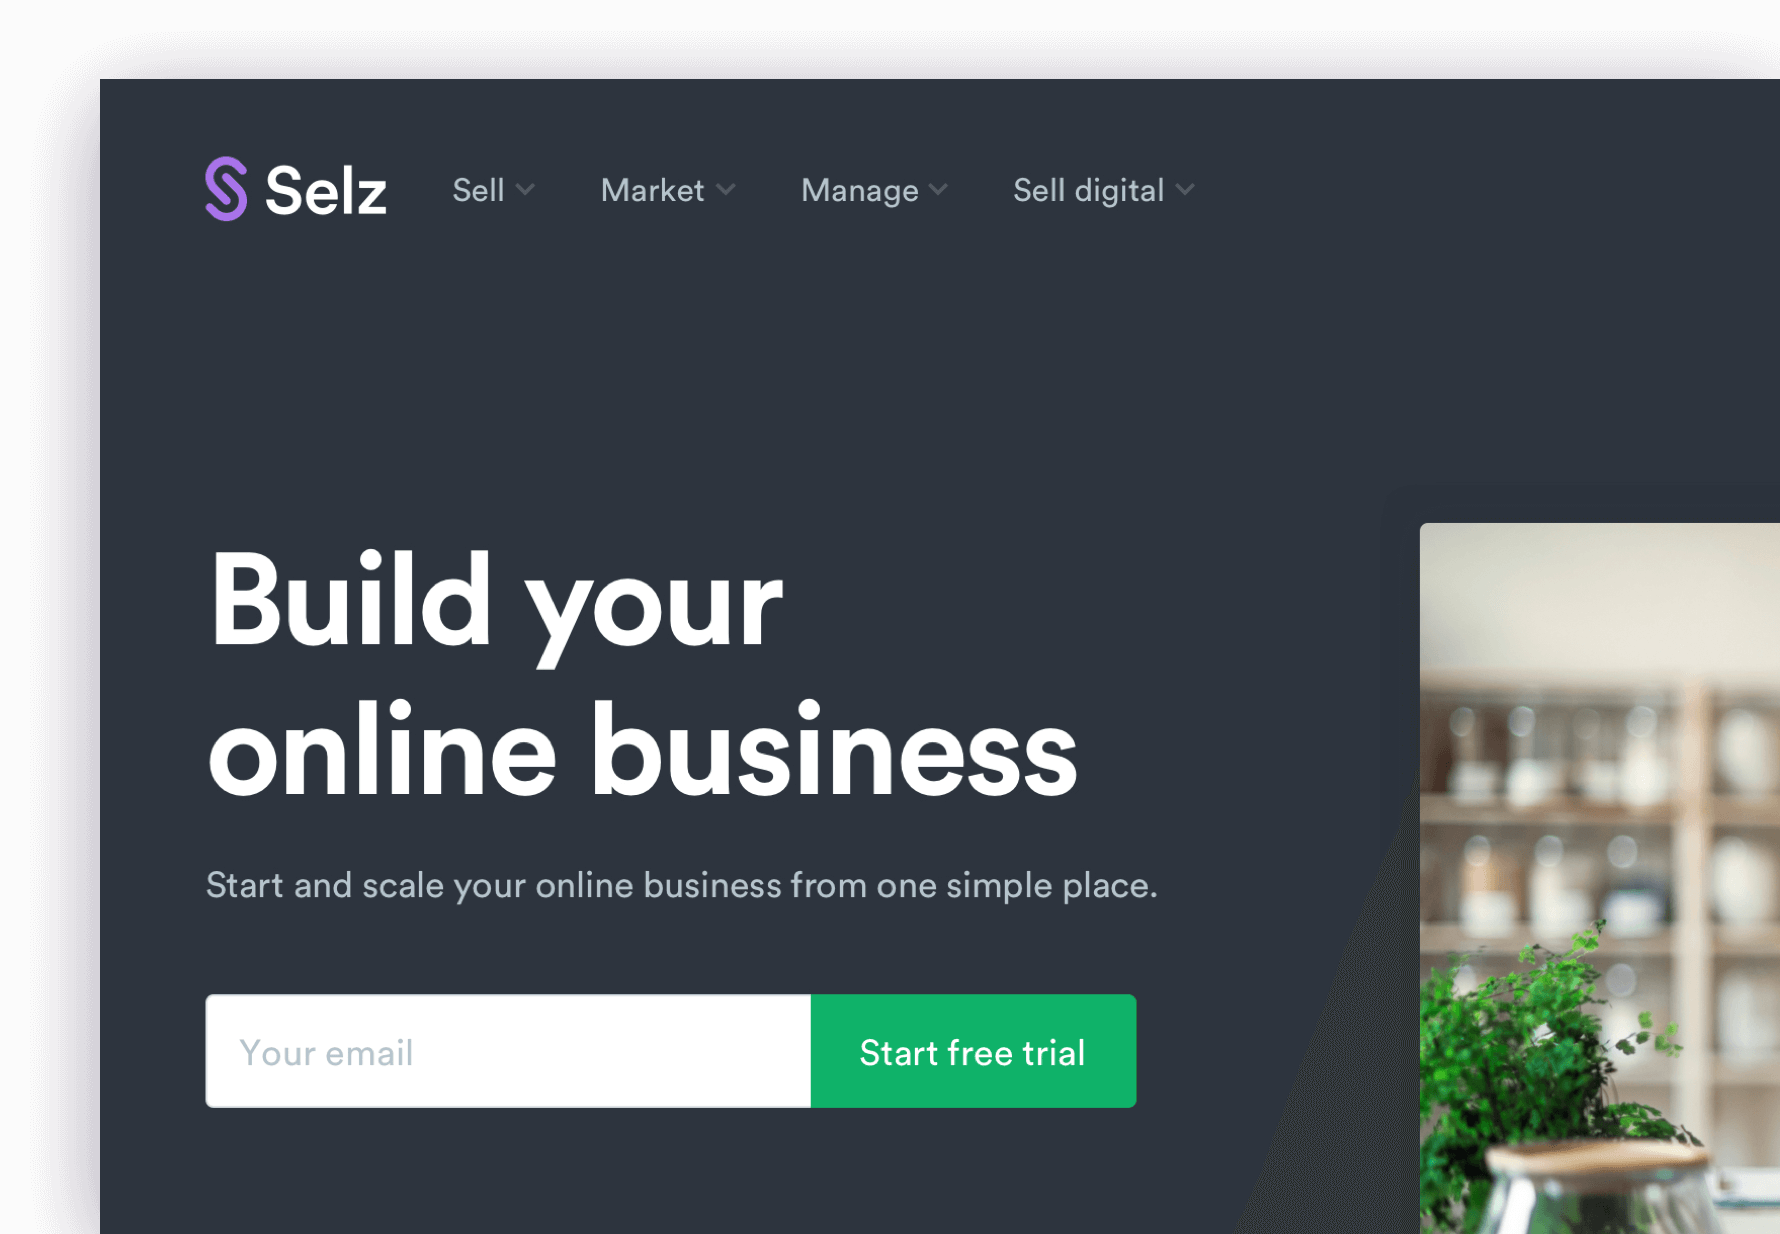 Selz Sell Market Manage Sell digital
Build your
online business
Start and scale your online business from one simple place.
Your email Start free trial